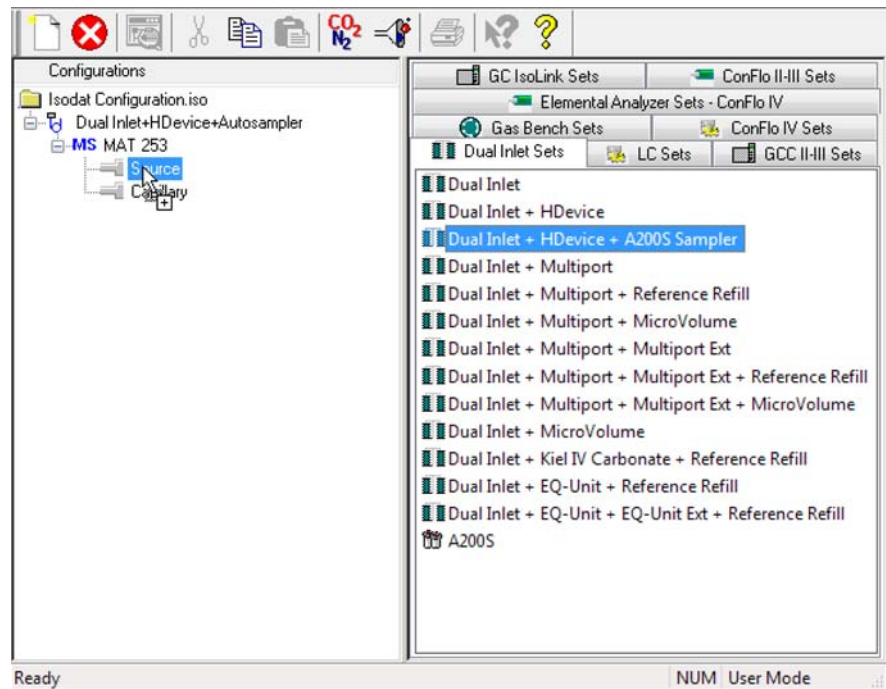 CO2
N2
Configurations
Isodat Configuration.iso
Dual Inlet+HDevice+Autosampler
MS MAT 253
Source
Capillary
GC IsoLink Sets
ConFlo II-III Sets
Elemental Analyzer Sets - ConFlo IV
Gas Bench Sets
ConFlo IV Sets
Dual Inlet Sets
LC Sets
GCC II-III Sets
Dual Inlet
Dual Inlet + HDevice
Dual Inlet + HDevice + A200S Sampler
Dual Inlet + Multiport
Dual Inlet + Multiport + Reference Refill
Dual Inlet + Multiport + MicroVolume
Dual Inlet + Multiport + Multiport Ext
Dual Inlet + Multiport + Multiport Ext + Reference Refill
Dual Inlet + Multiport + Multiport Ext + MicroVolume
Dual Inlet + MicroVolume
Dual Inlet + Kiel IV Carbonate + Reference Refill
Dual Inlet + EQ-Unit + Reference Refill
Dual Inlet + EQ-Unit + EQ-Unit Ext + Reference Refill
A200S
Ready
NUM
User Mode